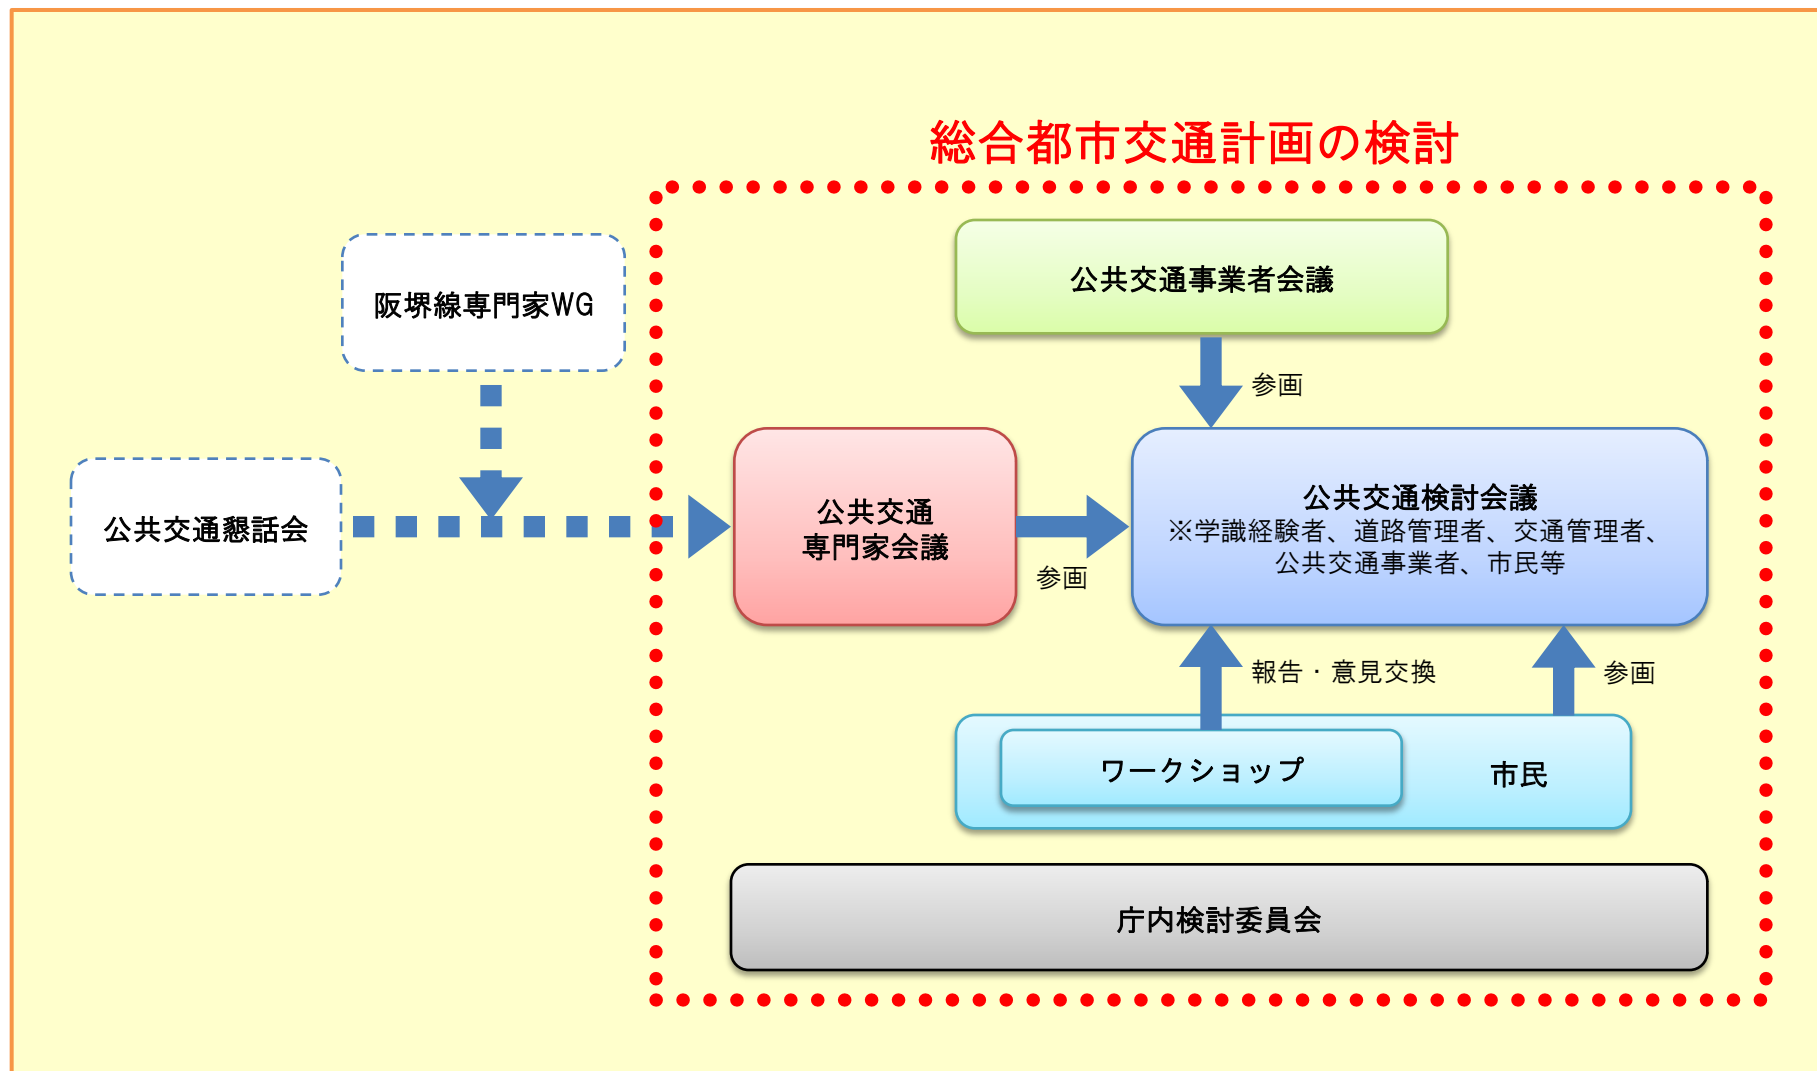 総合都市交通計画の検討
公共交通事業者会議
阪堺線専門家WG
参画
公共交通懇話会
公共交通
専門家会議
参画
公共交通検討会議
※学識経験者、道路管理者、交通管理者、
公共交通事業者、市民等
報告・意見交換
参画
ワークショップ
市民
庁内検討委員会